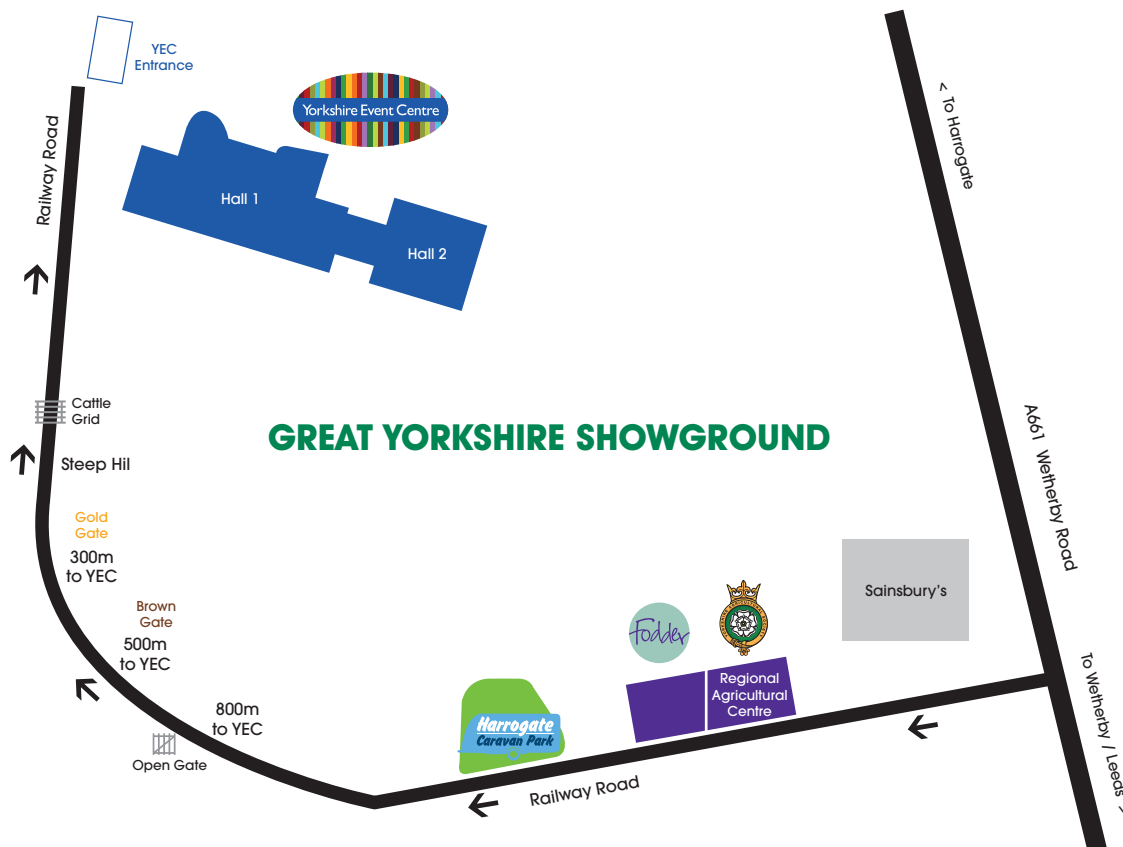 YEC
Entrance
Yorkshire Event Centre
< To Harrogate
Railway Road
Hall 1
Hall 2
Cattle
Grid
GREAT YORKSHIRE SHOWGROUND
A661 Wetherby Road
Steep Hil
Gold
Gate
300m
to YEC
Sainsbury's
Brown
Gate
500m
to YEC
Fodder
Regional
Agricultural
Centre
To Wetherby / Leeds >
800m
to YEC
Harrogate
Caravan Park
Open Gate
Railway Road